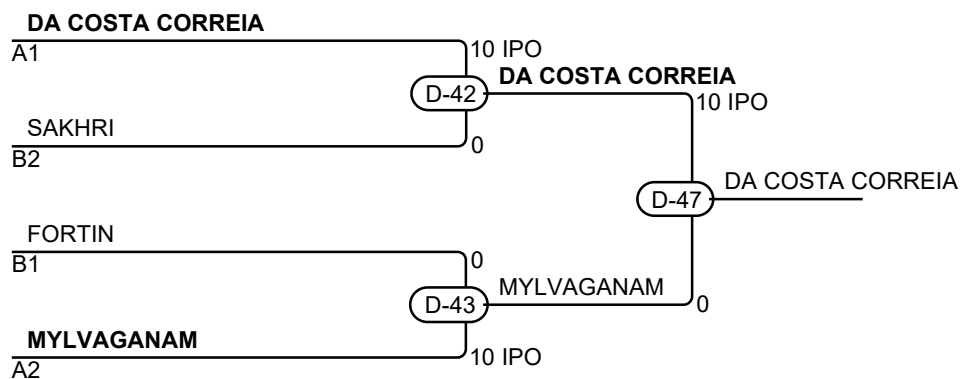 DA COSTA CORREIA
A1
10 IPO
D-42
DA COSTA CORREIA
10 IPO
SAKHRI
B2
0
D-47
DA COSTA CORREIA
FORTIN
B1
0
D-43
MYLVAGANAM
0
MYLVAGANAM
A2
10 IPO